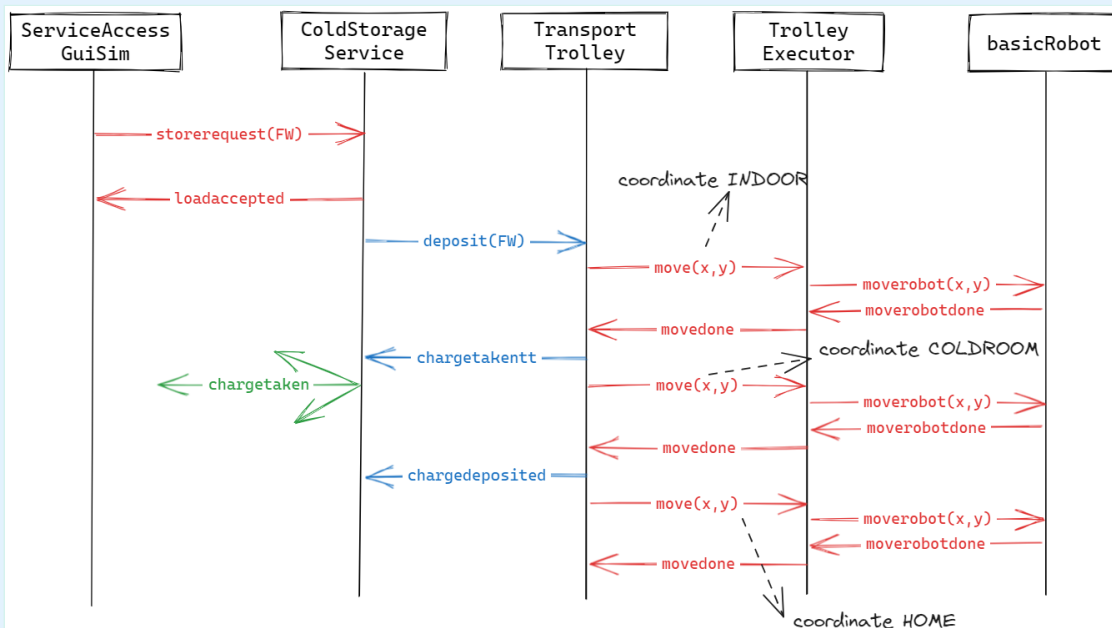 ServiceAccess
GuiSim
ColdStorage
Service
Transport
Trolley
Trolley
Executor
basicRobot
storerequest(FW)
coordinate INDOOR
loadaccepted
deposit(FW)
move(x,y)
moverobot(x,y)
moverobotdone
movedone
coordinate COLDROOM
chargetakentt
chargetaken
move(x,y)
moverobot(x,y)
moverobotdone
movedone
chargedeposited
move(x,y)
moverobot(x,y)
moverobotdone
movedone
coordinate HOME